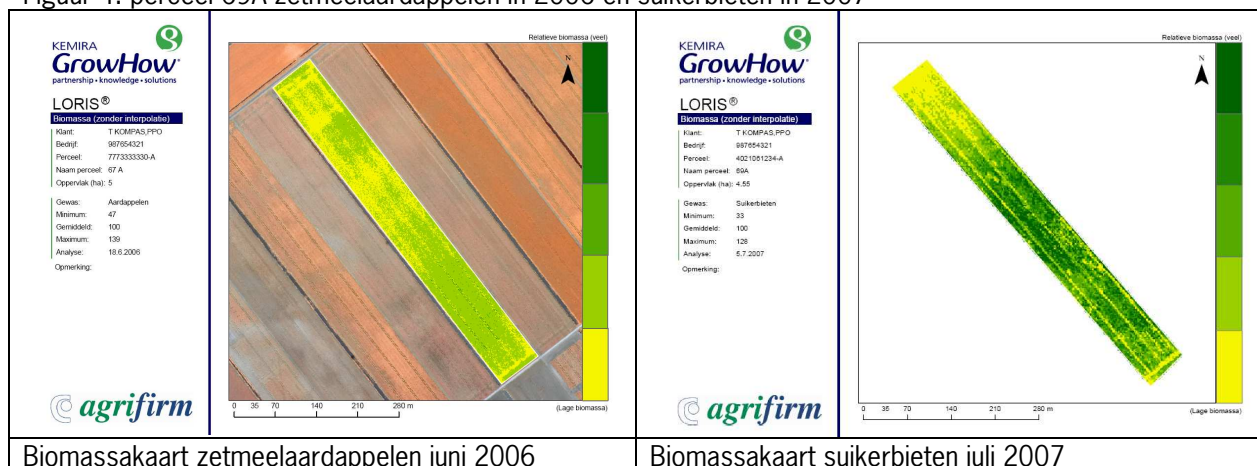 Figuur 4: perceel 69A zetmeelaardappelen in 2006 en suikerbieten in 2007
KEMIRA
GrowHow
partnership • knowledge • solutions
LORIS®
Biomassa (zonder interpolatie)
Klant: T KOMPAS,PPO
Bedrijf: 987654321
Perceel: 7773333330-A
Naam perceel: 67 A
Oppervlak (ha): 5
Gewas: Aardappelen
Minimum: 47
Gemiddeld: 100
Maximum: 139
Analyse: 18.6.2006
Opmerking:
agrifirm
Relatieve biomassa (veel)
N
0 35 70 140 210 280 m
(Lage biomassa)
Biomassakaart zetmeelaardappelen juni 2006
KEMIRA
GrowHow
partnership • knowledge • solutions
LORIS®
Biomassa (zonder interpolatie)
Klant: T KOMPAS,PPO
Bedrijf: 987654321
Perceel: 4021061234-A
Naam perceel: 69A
Oppervlak (ha): 4.55
Gewas: Suikerbieten
Minimum: 33
Gemiddeld: 100
Maximum: 128
Analyse: 5.7.2007
Opmerking:
agrifirm
Relatieve biomassa (veel)
N
0 35 70 140 210 280 m
(Lage biomassa)
Biomassakaart suikerbieten juli 2007